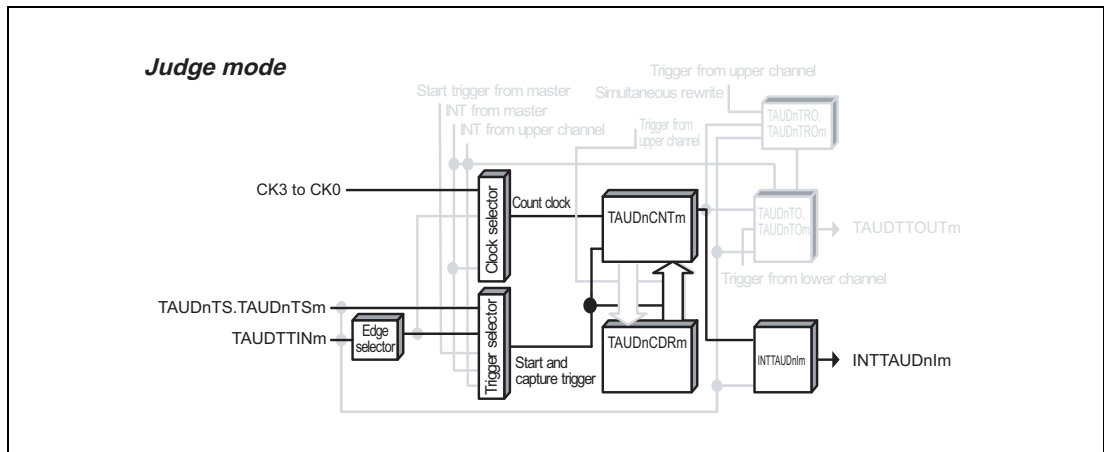 Judge mode
Trigger from upper channel
Start trigger from master
Simultaneous rewrite
INT from master
INT from upper channel
Trigger from
upper channel
TAUDnTRO.
TAUDnTROm
CK3 to CK0
Clock selector
Count clock
TAUDnCNTm
TAUDnTO.
TAUDnTOm
TAUDTTOUTm
Trigger from lower channel
TAUDnTS.TAUDnTSm
TAUDTTINm
Edge
selector
Trigger selector
Start and
capture trigger
TAUDnCDRm
INTTAUDnIm
INTTAUDnIm